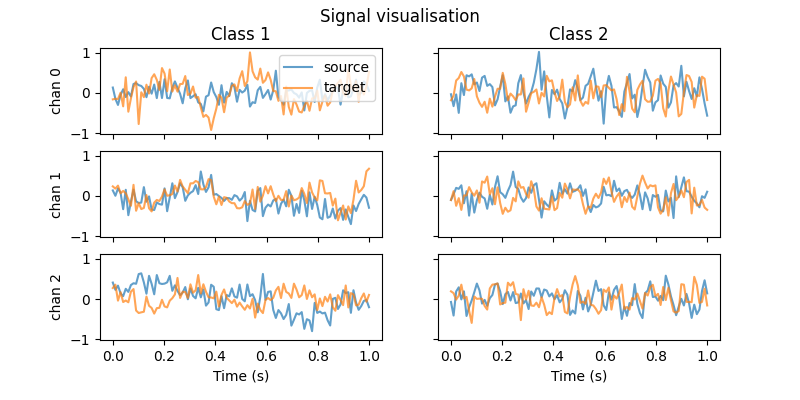 Signal visualisation
Class 1
Class 2
source
target
chan 0
1
0
−1
chan 1
1
0
−1
chan 2
1
0
−1
0.0 0.2 0.4 0.6 0.8 1.0
0.0 0.2 0.4 0.6 0.8 1.0
Time (s)
Time (s)